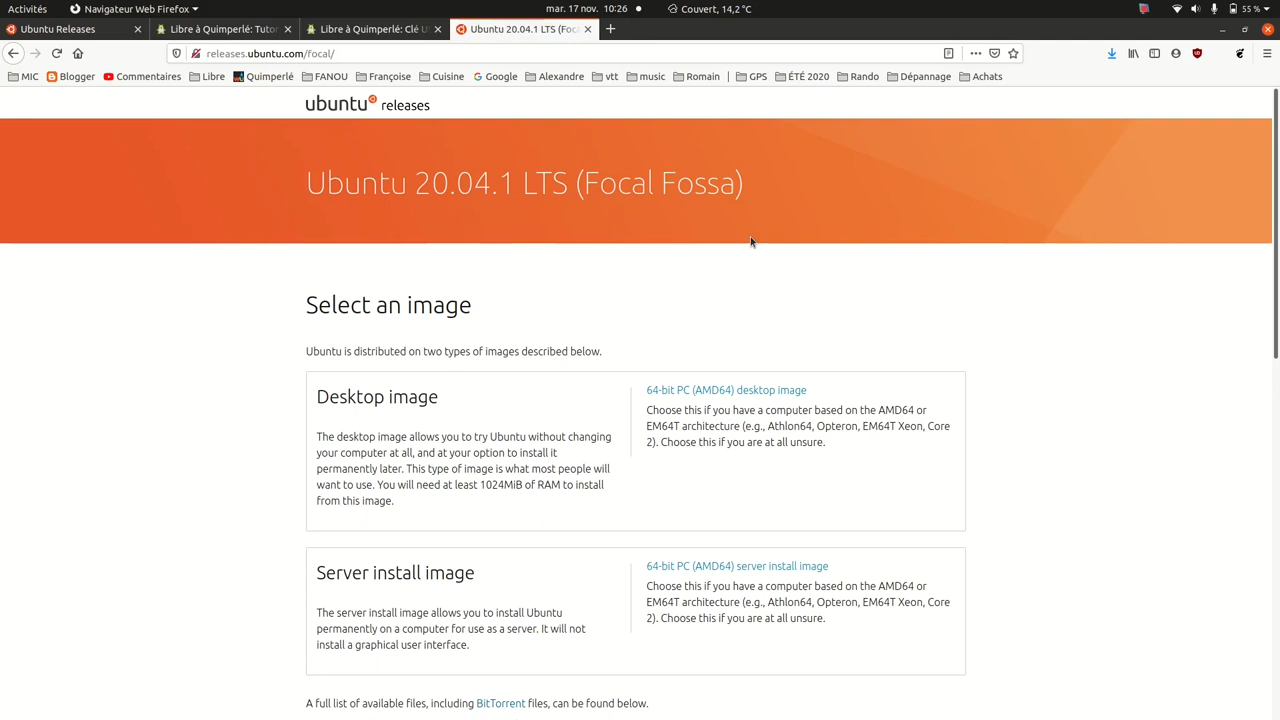 Activités Navigateur Web Firefox mar. 17 nov. 10:26 Couvert, 14,2 °C 55 %
Ubuntu Releases Libre à Quimperlé: Tutor Libre à Quimperlé: Clé U Ubuntu 20.04.1 LTS (Foc
releases.ubuntu.com/focal/
MIC Blogger Commentaires Libre Quimperlé FANOU Françoise Cuisine Google Alexandre vtt music Romain GPS ÉTÉ 2020 Rando Dépannage Achats
ubuntu releases
Ubuntu 20.04.1 LTS (Focal Fossa)
Select an image
Ubuntu is distributed on two types of images described below.
Desktop image
The desktop image allows you to try Ubuntu without changing
your computer at all, and at your option to install it
permanently later. This type of image is what most people will
want to use. You will need at least 1024MiB of RAM to install
from this image.
64-bit PC (AMD64) desktop image
Choose this if you have a computer based on the AMD64 or
EM64T architecture (e.g., Athlon64, Opteron, EM64T Xeon, Core
2). Choose this if you are at all unsure.
Server install image
The server install image allows you to install Ubuntu
permanently on a computer for use as a server. It will not
install a graphical user interface.
64-bit PC (AMD64) server install image
Choose this if you have a computer based on the AMD64 or
EM64T architecture (e.g., Athlon64, Opteron, EM64T Xeon, Core
2). Choose this if you are at all unsure.
A full list of available files, including BitTorrent files, can be found below.